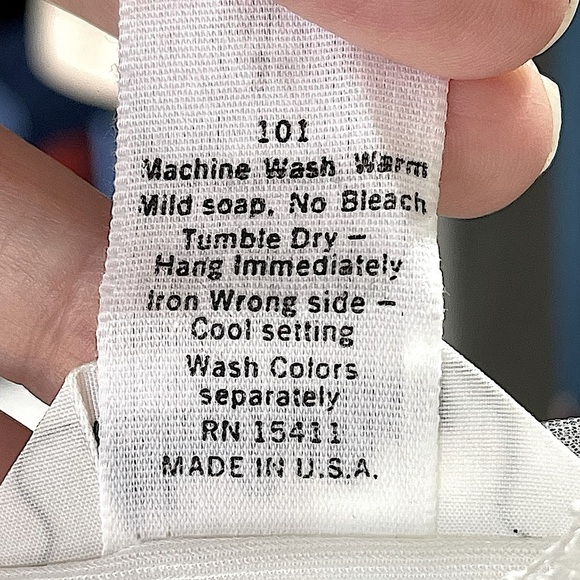 101
Machine Wash Warm
Mild soap, No Bleach
Tumble Dry –
Hang Immediately
Iron Wrong side –
Cool setting
Wash Colors
separately
RN 15411
MADE IN U.S.A.